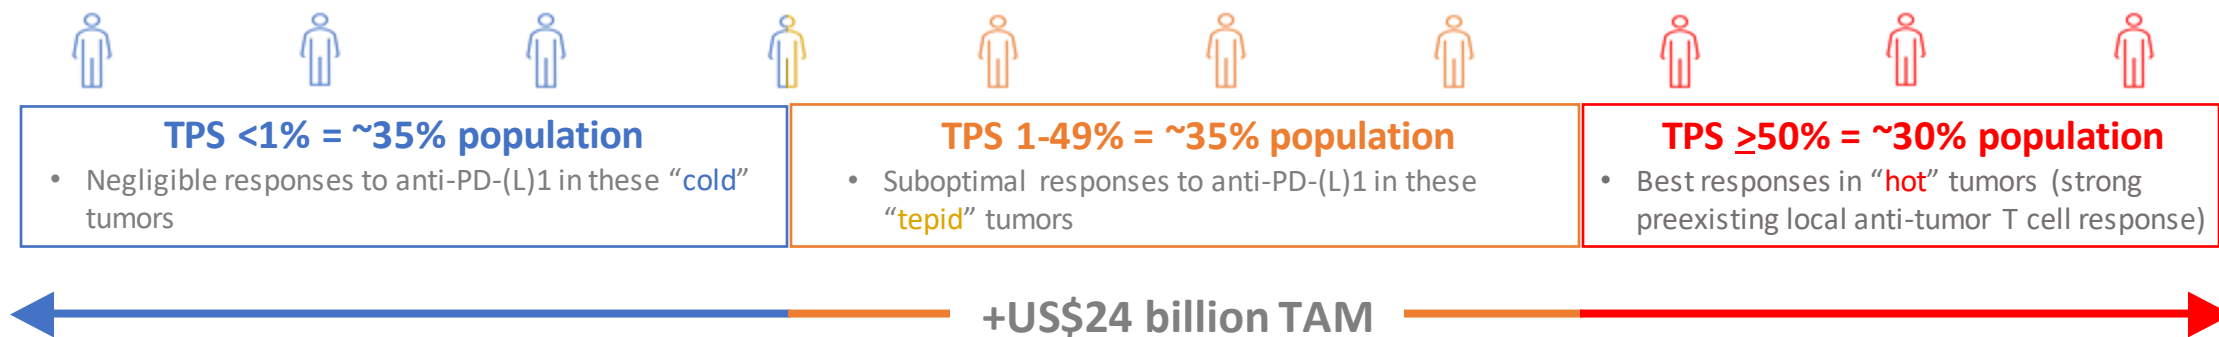 TPS <1% = ~35% population
• Negligible responses to anti-PD-(L)1 in these “cold”
tumors
TPS 1-49% = ~35% population
• Suboptimal responses to anti-PD-(L)1 in these
“tepid” tumors
TPS ≥50% = ~30% population
• Best responses in “hot” tumors (strong
preexisting local anti-tumor T cell response)
+US$24 billion TAM